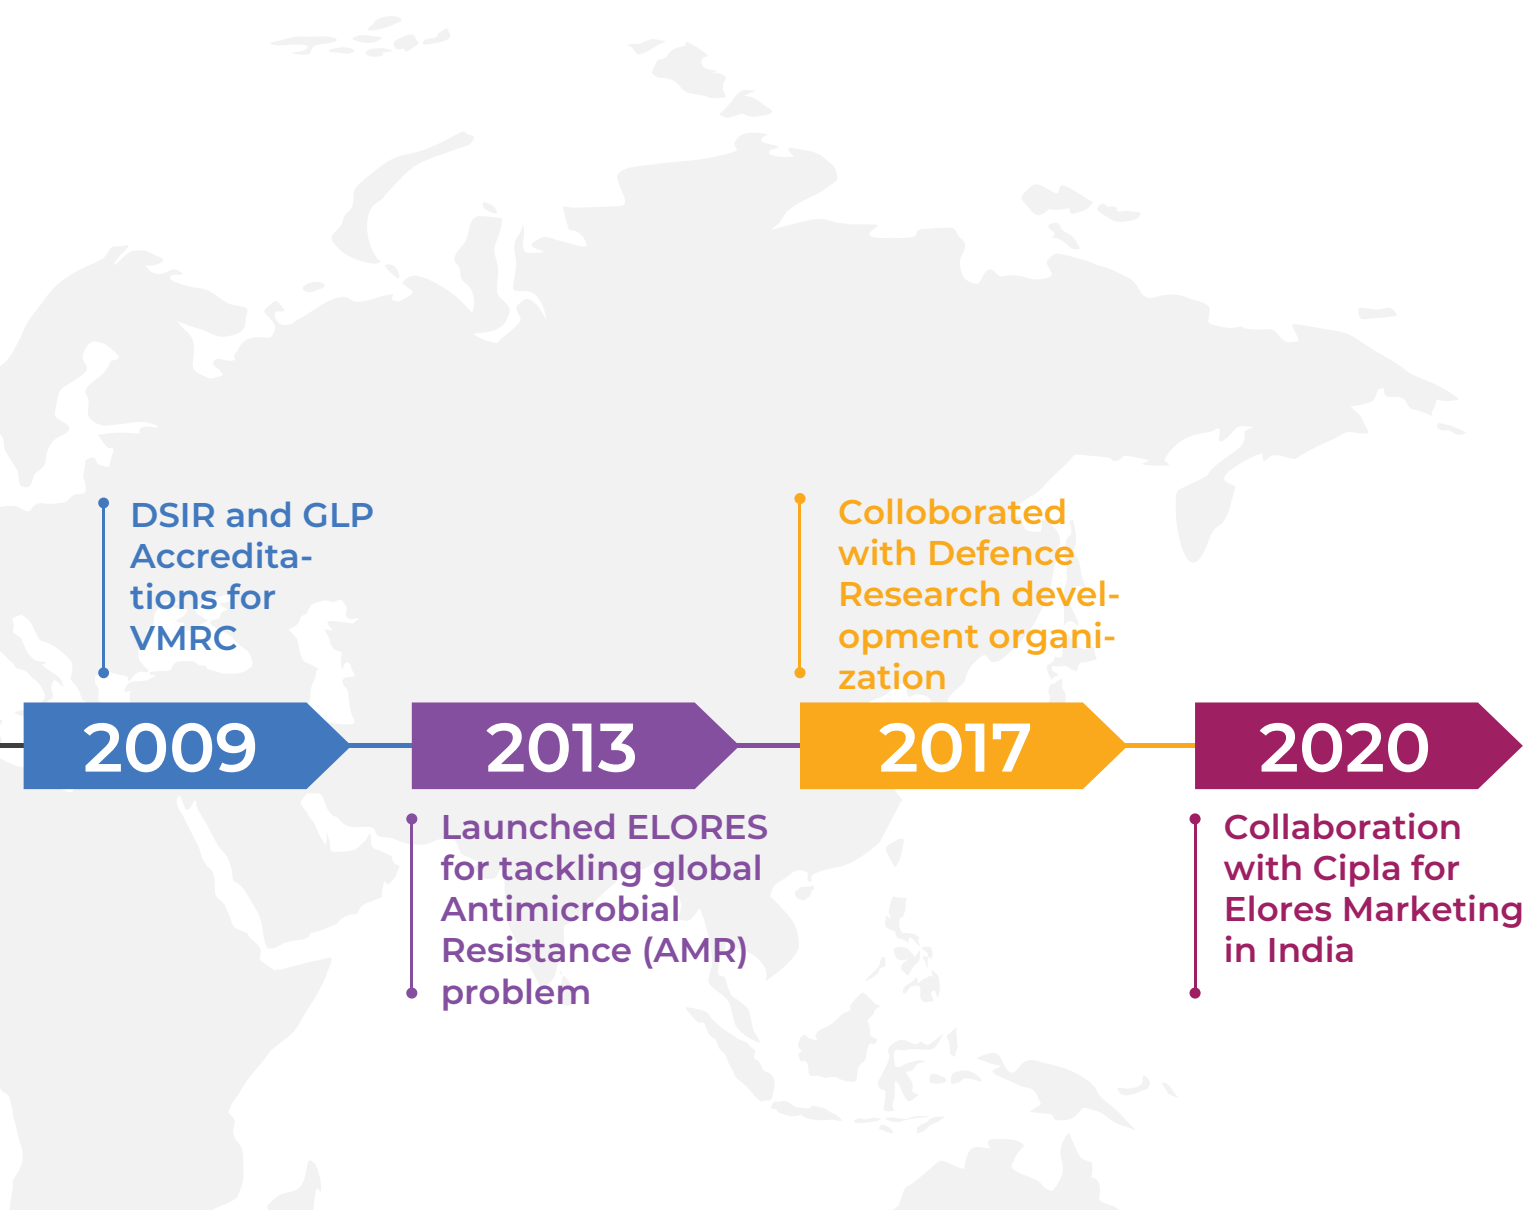 DSIR and GLP
Accredita-
tions for
VMRC
2009
2013
Launched ELORES
for tackling global
Antimicrobial
Resistance (AMR)
problem
Colloborated
with Defence
Research devel-
opment organi-
zation
2017
2020
Collaboration
with Cipla for
Elores Marketing
in India